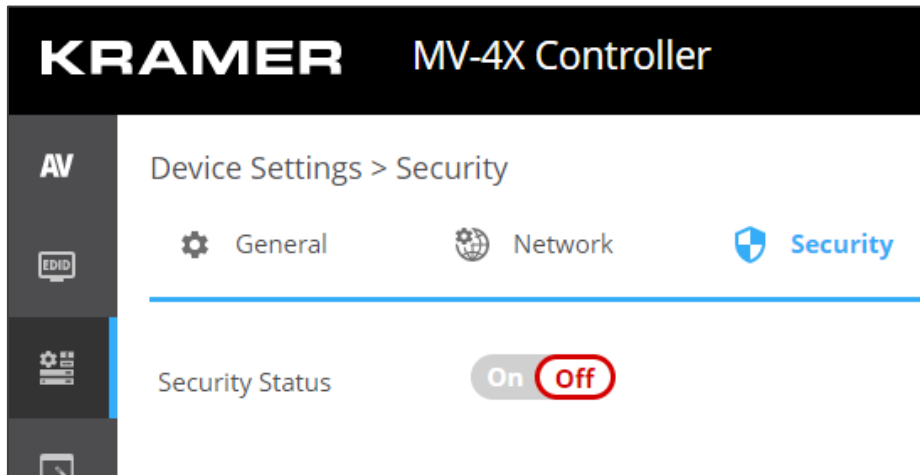 KRAMER MV-4X Controller
AV
Device Settings > Security
General Network Security
EDID
Security Status On Off